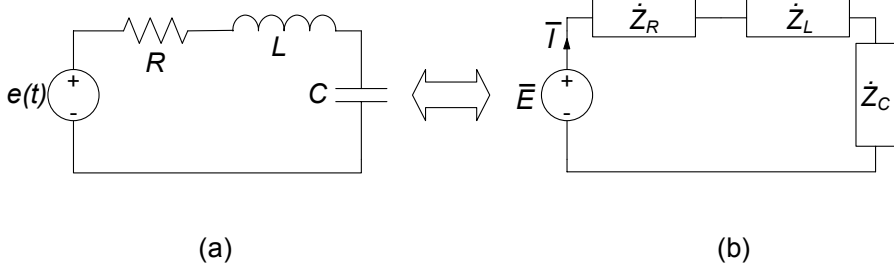 R
L
C
e(t)
+
-
(a)
Ż_R
Ż_L
Ż_C
I̅
E̅
+
-
(b)